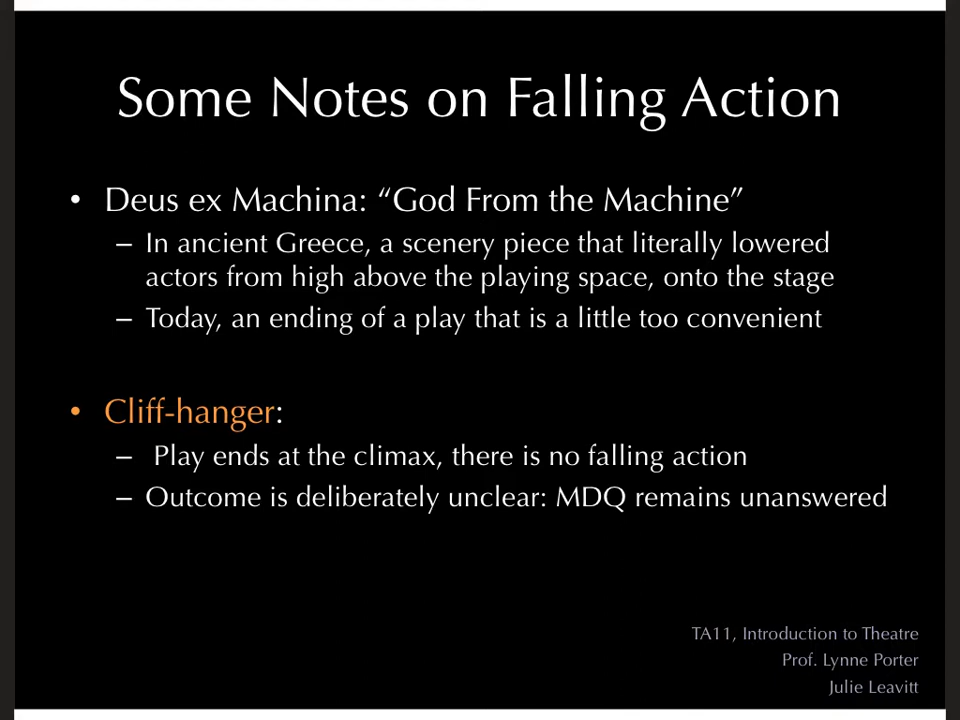 Some Notes on Falling Action
• Deus ex Machina: “God From the Machine”
– In ancient Greece, a scenery piece that literally lowered
actors from high above the playing space, onto the stage
– Today, an ending of a play that is a little too convenient
• Cliff-hanger:
– Play ends at the climax, there is no falling action
– Outcome is deliberately unclear: MDQ remains unanswered
TA11, Introduction to Theatre
Prof. Lynne Porter
Julie Leavitt